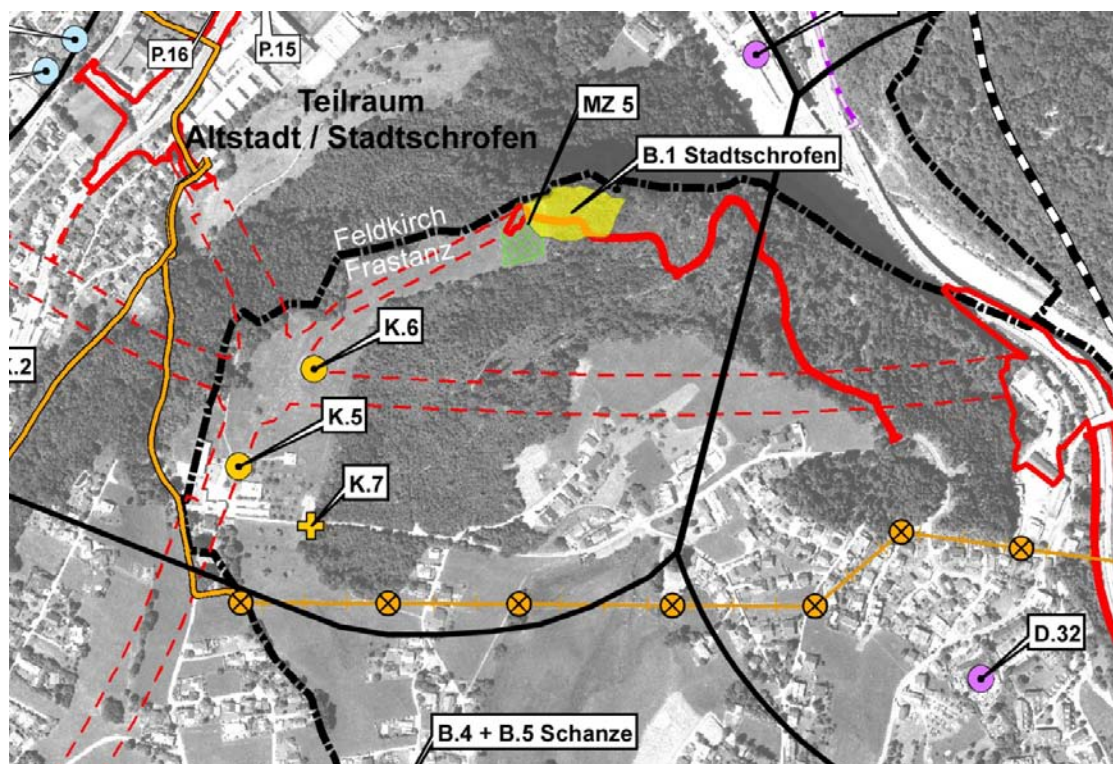 P.16
P.15
Teilraum
Altstadt / Stadtschrofen
MZ 5
B.1 Stadtschrofen
Feldkirch
Frastanz
K.6
K.2
K.5
K.7
D.32
B.4 + B.5 Schanze